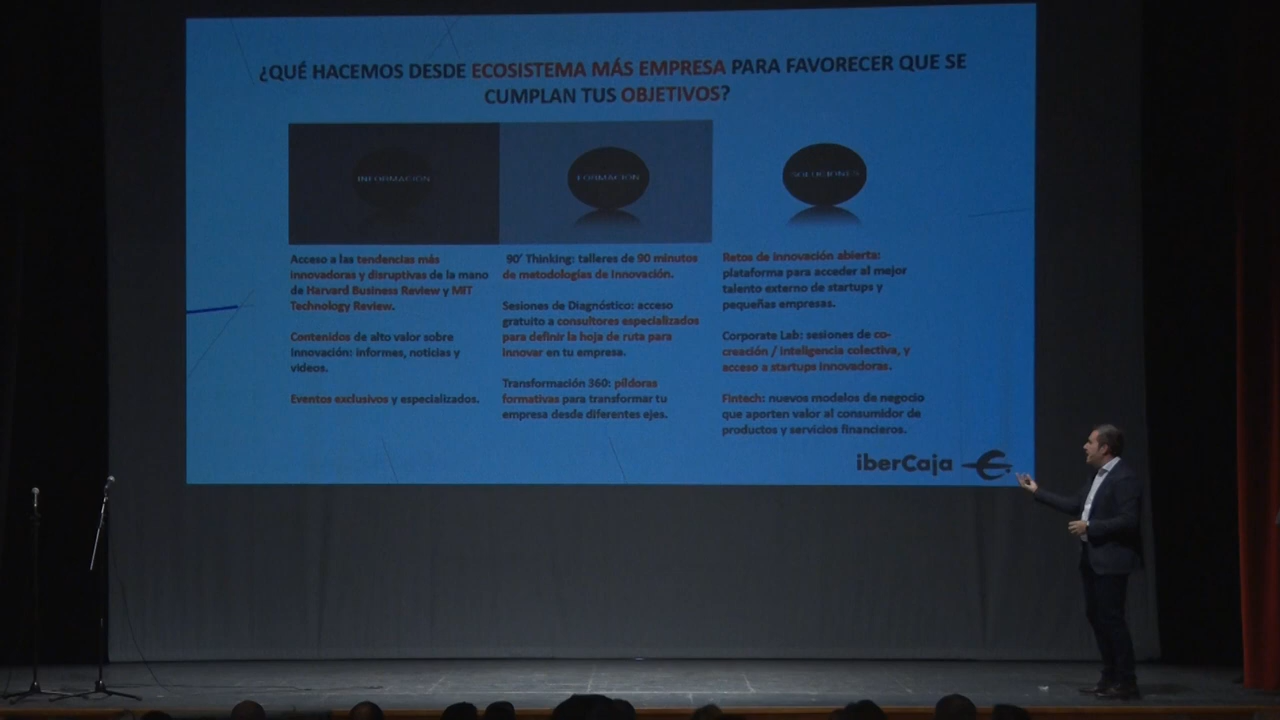 ¿QUÉ HACEMOS DESDE ECOSISTEMA MÁS EMPRESA PARA FAVORECER QUE SE
CUMPLAN TUS OBJETIVOS?
INFORMACIÓN
Acceso a las tendencias más
innovadoras y disruptivas de la mano
de Harvard Business Review y MIT
Technology Review.
Contenidos de alto valor sobre
Innovación: informes, noticias y
videos.
Eventos exclusivos y especializados.
FORMACIÓN
90’ Thinking: talleres de 90 minutos
de metodologías de Innovación.
Sesiones de Diagnóstico: acceso
gratuito a consultores especializados
para definir la hoja de ruta para
Innovar en tu empresa.
Transformación 360: píldoras
formativas para transformar tu
empresa desde diferentes ejes.
SOLUCIONES
Retos de innovación abierta:
plataforma para acceder al mejor
talento externo de startups y
pequeñas empresas.
Corporate Lab: sesiones de co-
creación / inteligencia colectiva, y
acceso a startups innovadoras.
Fintech: nuevos modelos de negocio
que aporten valor al consumidor de
productos y servicios financieros.
iberCaja